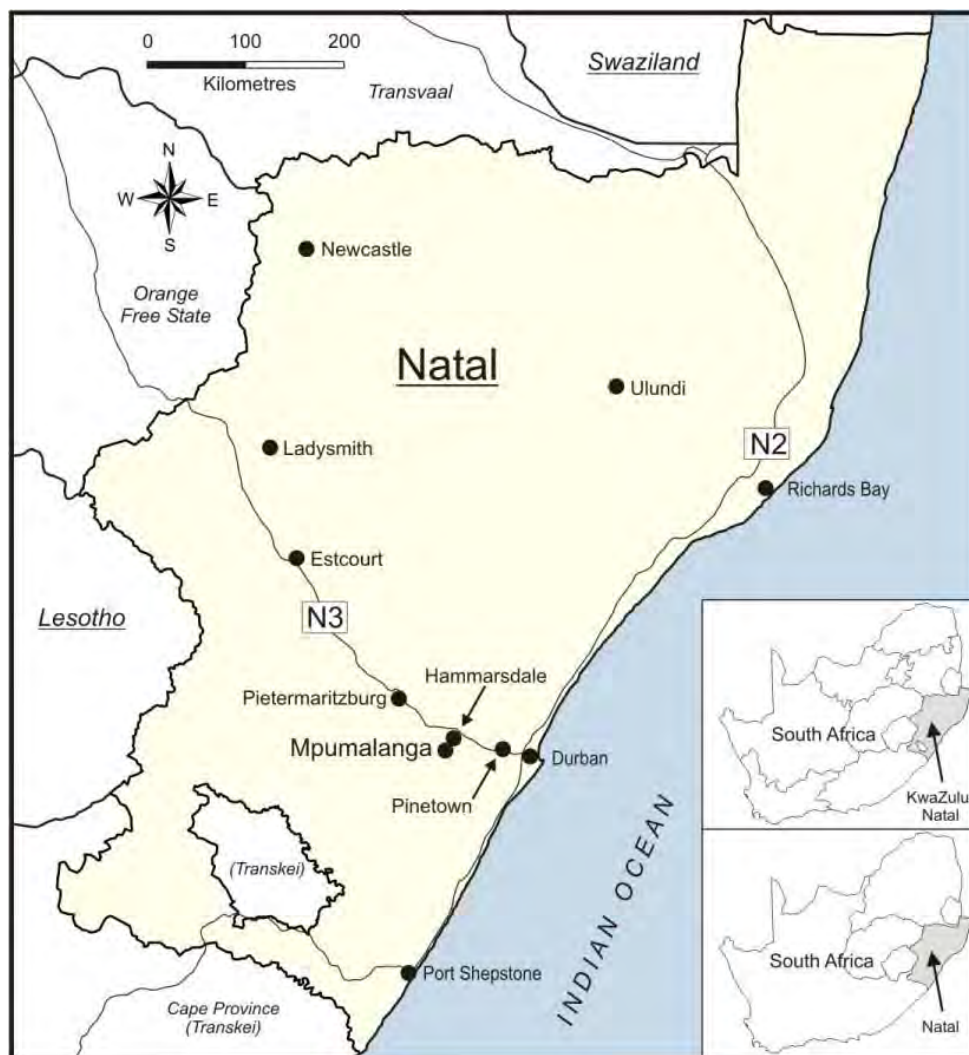 0 100 200
Kilometres
Swaziland
Transvaal
N
W E
S
Newcastle
Orange
Free State
Natal
Ulundi
N2
Ladysmith
Richards Bay
Estcourt
Lesotho
N3
Hammarsdale
Pietermaritzburg
Mpumalanga
Durban
Pinetown
(Transkei)
INDIAN OCEAN
Port Shepstone
Cape Province
(Transkei)
South Africa
KwaZulu
Natal
South Africa
Natal